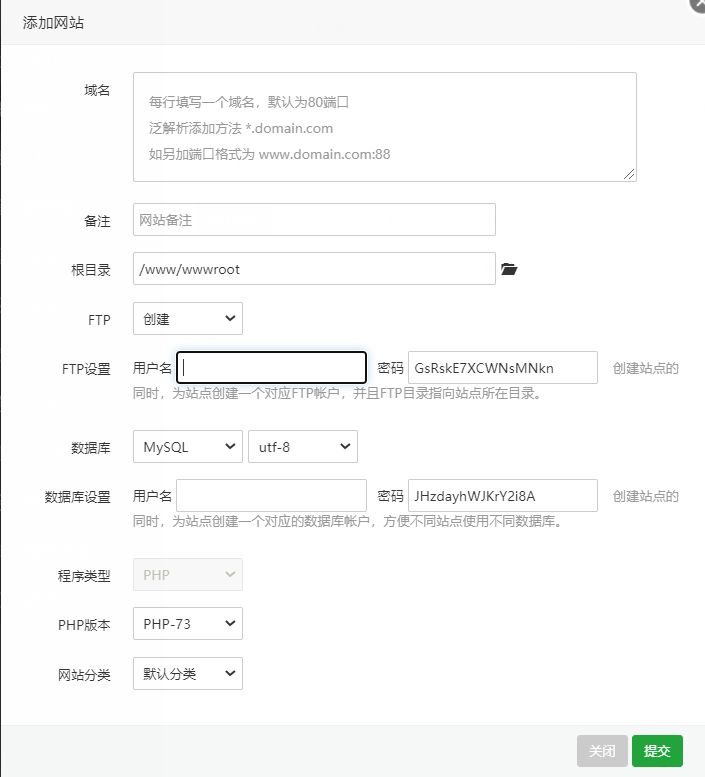 添加网站
域名
每行填写一个域名，默认为80端口
泛解析添加方法 *.domain.com
如另加端口格式为 www.domain.com:88
备注 网站备注
根目录 /www/wwwroot
FTP 创建
FTP设置 用户名 密码 GsRskE7XCWNsMNkn 创建站点的
同时，为站点创建一个对应FTP帐户，并且FTP目录指向站点所在目录。
数据库 MySQL utf-8
数据库设置 用户名 密码 JHzdayhWJKrY2i8A 创建站点的
同时，为站点创建一个对应的数据库帐户，方便不同站点使用不同数据库。
程序类型 PHP
PHP版本 PHP-73
网站分类 默认分类
关闭 提交